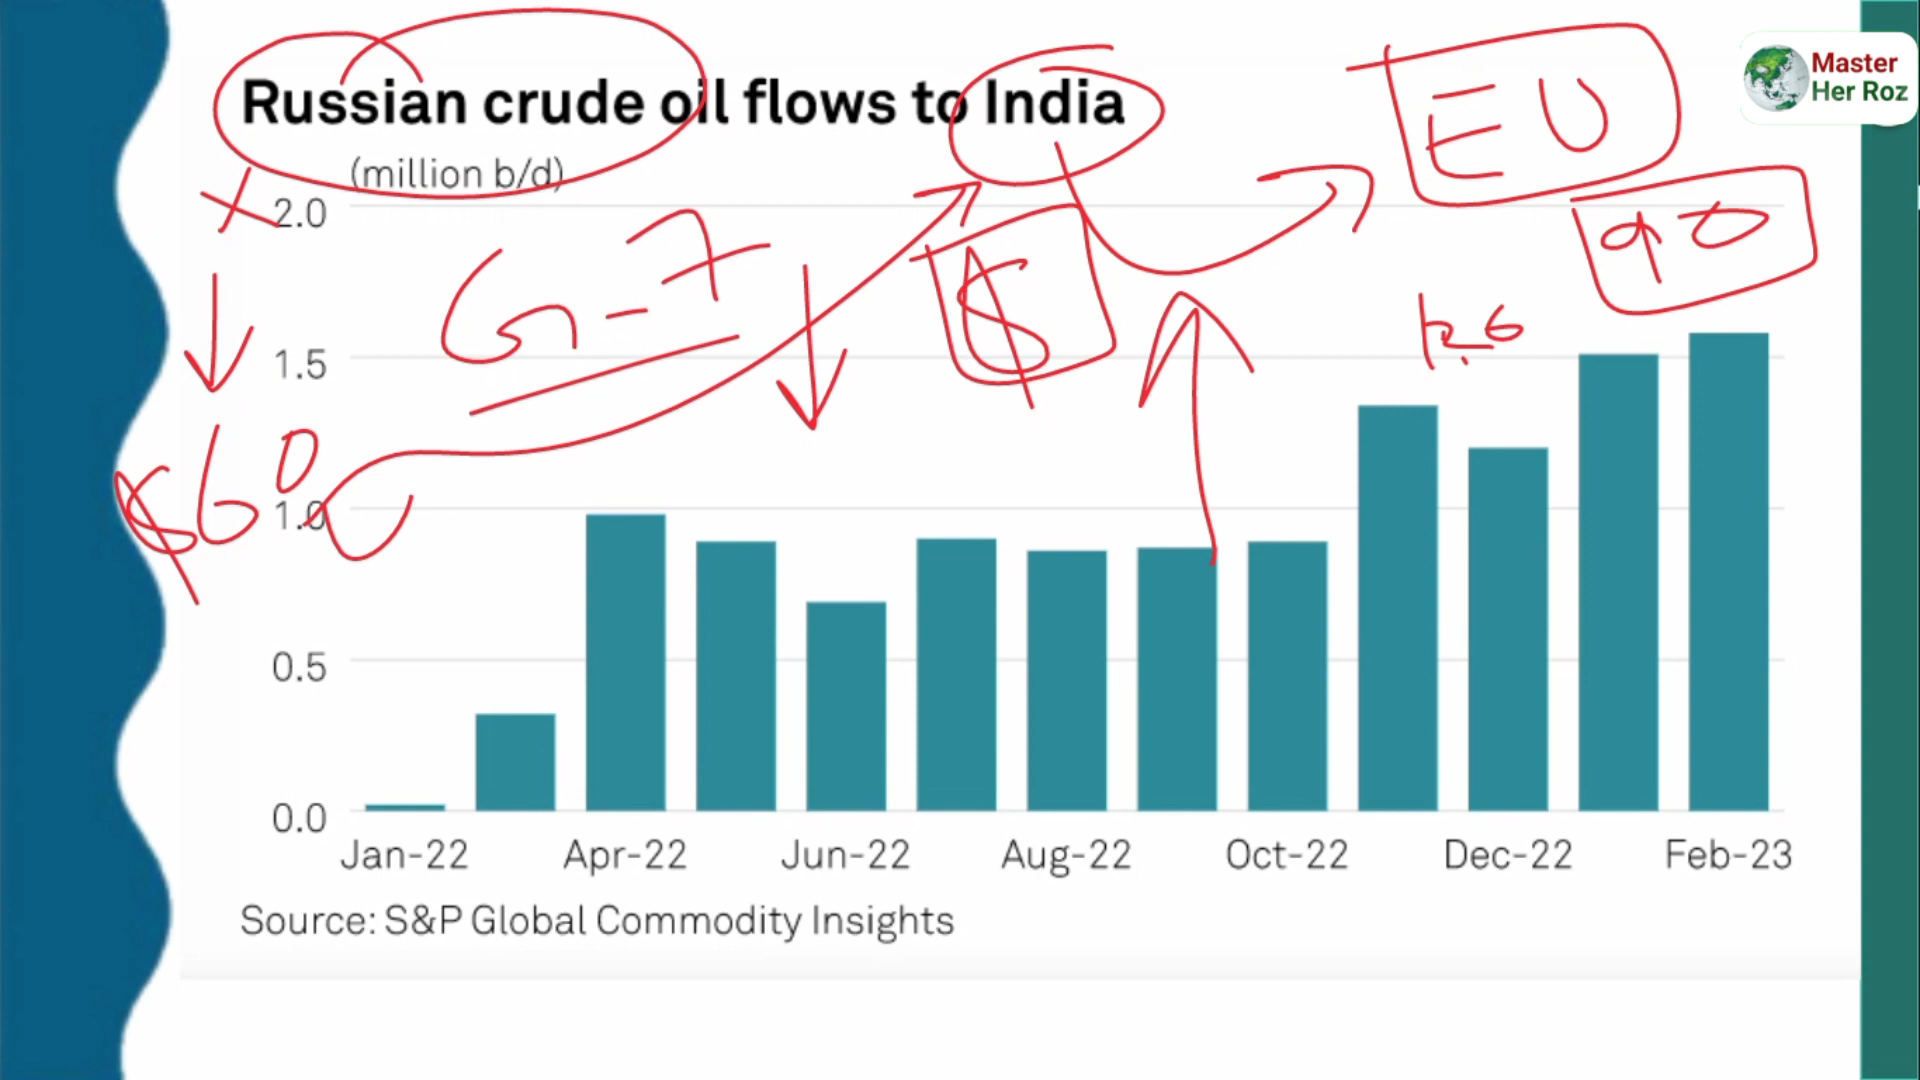 Master
Her Roz
Russian crude oil flows to India
(million b/d)
EU
90
G-7
$
$60
2.0
1.5
1.0
0.5
0.0
Jan-22 Apr-22 Jun-22 Aug-22 Oct-22 Dec-22 Feb-23
Source: S&P Global Commodity Insights